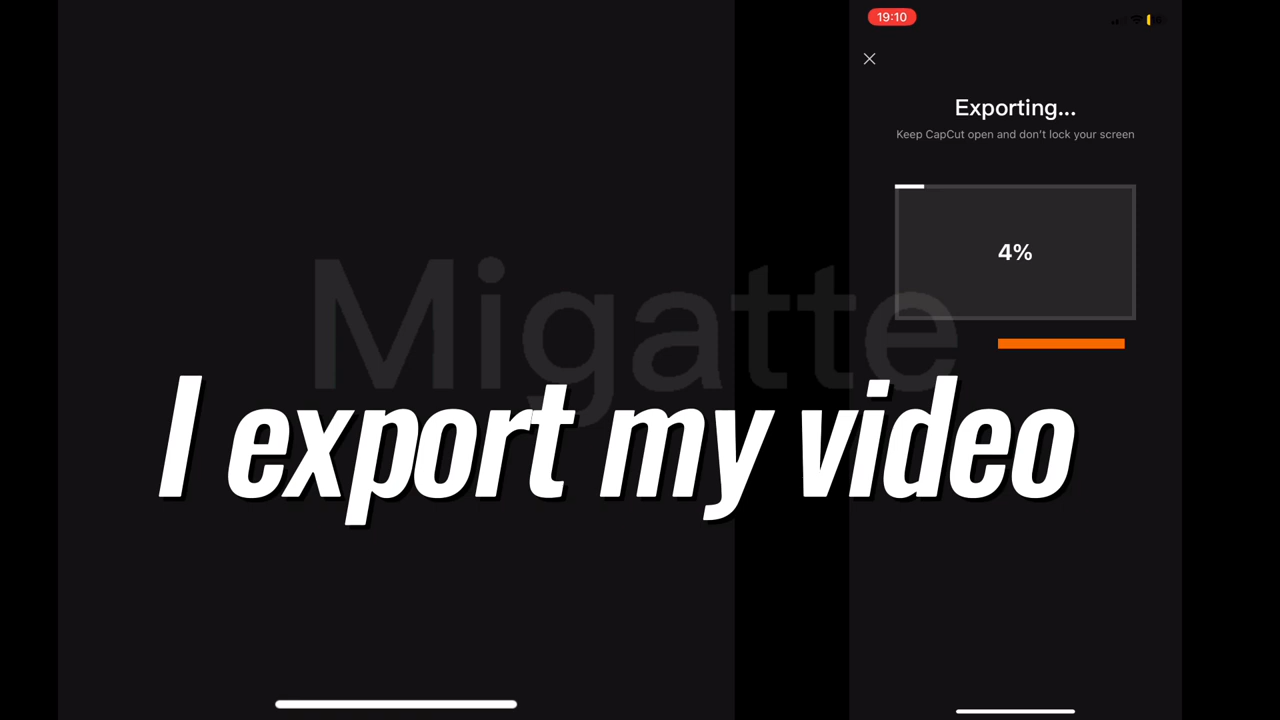 19:10
Exporting...
Keep CapCut open and don't lock your screen
4%
Migatte
I export my video